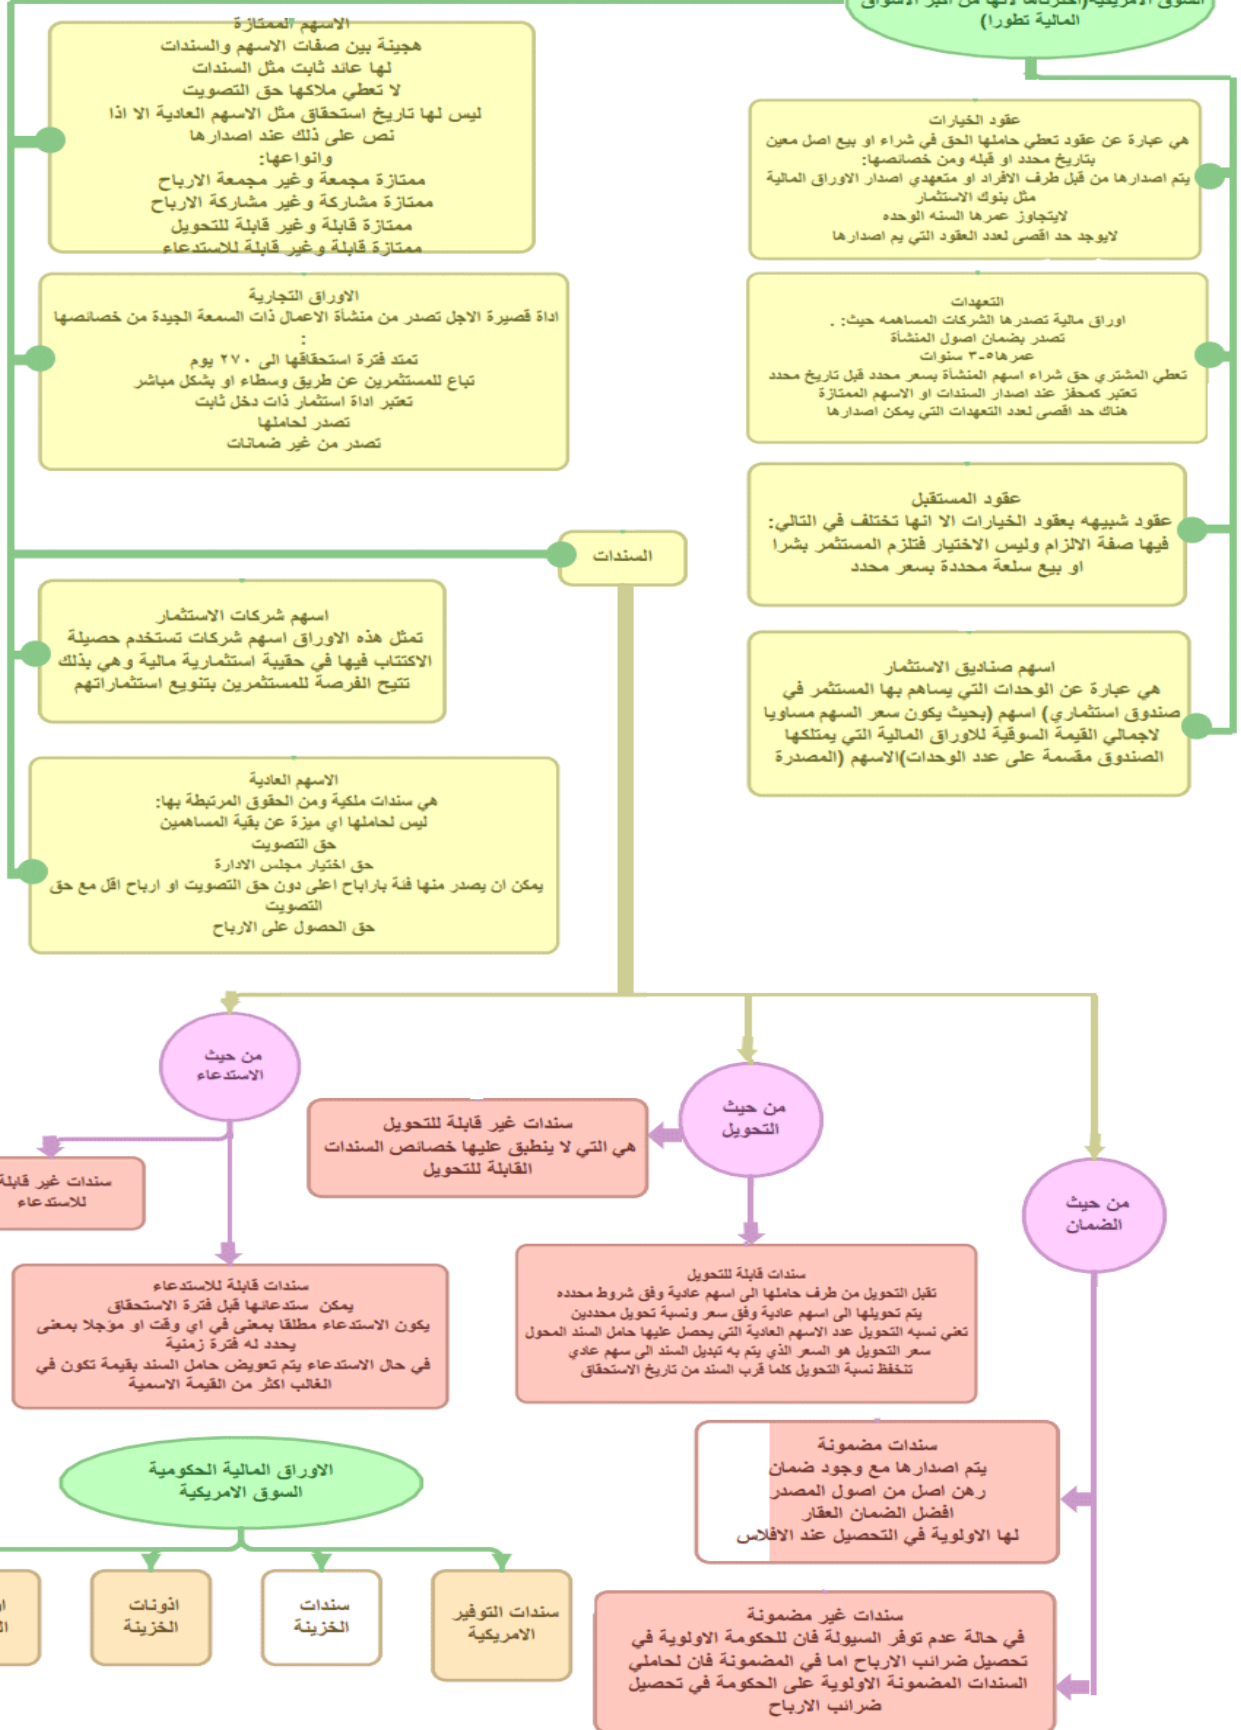 السوق الامريكية(اخترناها لانها من اكبر الاسواق
المالية تطورا)
عقود الخيارات
هي عبارة عن عقود تعطي حاملها الحق في شراء او بيع اصل معين
بتاريخ محدد او قبله ومن خصائصها:
يتم اصدارها من قبل طرف الافراد او متعهدي اصدار الاوراق المالية
مثل بنوك الاستثمار
لايتجاوز عمرها السنه الوحده
لايوجد حد اقصى لعدد العقود التي يم اصدارها
التعهدات
اوراق مالية تصدرها الشركات المساهمه حيث: .
تصدر بضمان اصول المنشأة
عمرها٥-٣ سنوات
تعطي المشتري حق شراء اسهم المنشأة بسعر محدد قبل تاريخ محدد
تعتبر كمحفز عند اصدار السندات او الاسهم الممتازة
هناك حد اقصى لعدد التعهدات التي يمكن اصدارها
عقود المستقبل
عقود شبيهه بعقود الخيارات الا انها تختلف في التالي:
فيها صفة الالزام وليس الاختيار فتلزم المستثمر بشرا
او بيع سلعة محددة بسعر محدد
اسهم صناديق الاستثمار
هي عبارة عن الوحدات التي يساهم بها المستثمر في
صندوق استثماري) اسهم (بحيث يكون سعر السهم مساويا
لاجمالي القيمة السوقية للاوراق المالية التي يمتلكها
الصندوق مقسمة على عدد الوحدات)الاسهم (المصدرة
الاسهم الممتازة
هجينة بين صفات الاسهم والسندات
لها عائد ثابت مثل السندات
لا تعطي ملاكها حق التصويت
ليس لها تاريخ استحقاق مثل الاسهم العادية الا اذا
نص على ذلك عند اصدارها
وانواعها:
ممتازة مجمعة وغير مجمعة الارباح
ممتازة مشاركة وغير مشاركة الارباح
ممتازة قابلة وغير قابلة للتحويل
ممتازة قابلة وغير قابلة للاستدعاء
الاوراق التجارية
اداة قصيرة الاجل تصدر من منشأة الاعمال ذات السمعة الجيدة من خصائصها
:
تمتد فترة استحقاقها الى ٢٧٠ يوم
تباع للمستثمرين عن طريق وسطاء او بشكل مباشر
تعتبر اداة استثمار ذات دخل ثابت
تصدر لحاملها
تصدر من غير ضمانات
السندات
اسهم شركات الاستثمار
تمثل هذه الاوراق اسهم شركات تستخدم حصيلة
الاكتتاب فيها في حقيبة استثمارية مالية وهي بذلك
تتيح الفرصة للمستثمرين بتنويع استثماراتهم
الاسهم العادية
هي سندات ملكية ومن الحقوق المرتبطة بها:
ليس لحاملها اي ميزة عن بقية المساهمين
حق التصويت
حق اختيار مجلس الادارة
يمكن ان يصدر منها فئة باراباح اعلى دون حق التصويت او ارباح اقل مع حق
التصويت
حق الحصول على الارباح
من حيث
الضمان
من حيث
التحويل
من حيث
الاستدعاء
سندات غير قابلة للتحويل
هي التي لا ينطبق عليها خصائص السندات
القابلة للتحويل
سندات غير قابلة
للاستدعاء
سندات قابلة للتحويل
تقبل التحويل من طرف حاملها الى اسهم عادية وفق شروط محدده
يتم تحويلها الى اسهم عادية وفق سعر ونسبة تحويل محددين
تعني نسبه التحويل عدد الاسهم العادية التي يحصل عليها حامل السند المحول
سعر التحويل هو السعر الذي يتم به تبديل السند الى سهم عادي
تنخفظ نسبة التحويل كلما قرب السند من تاريخ الاستحقاق
سندات قابلة للاستدعاء
يمكن ستدعائها قبل فترة الاستحقاق
يكون الاستدعاء مطلقا بمعنى في اي وقت او مؤجلا بمعنى
يحدد له فترة زمنية
في حال الاستدعاء يتم تعويض حامل السند بقيمة تكون في
الغالب اكثر من القيمة الاسمية
سندات مضمونة
يتم اصدارها مع وجود ضمان
رهن اصل من اصول المصدر
افضل الضمان العقار
لها الاولوية في التحصيل عند الافلاس
سندات غير مضمونة
في حالة عدم توفر السيولة فان للحكومة الاولوية في
تحصيل ضرائب الارباح اما في المضمونة فان لحاملي
السندات المضمونة الاولوية على الحكومة في تحصيل
ضرائب الارباح
الاوراق المالية الحكومية
السوق الامريكية
سندات التوفير
الامريكية
سندات
الخزينة
اذونات
الخزينة